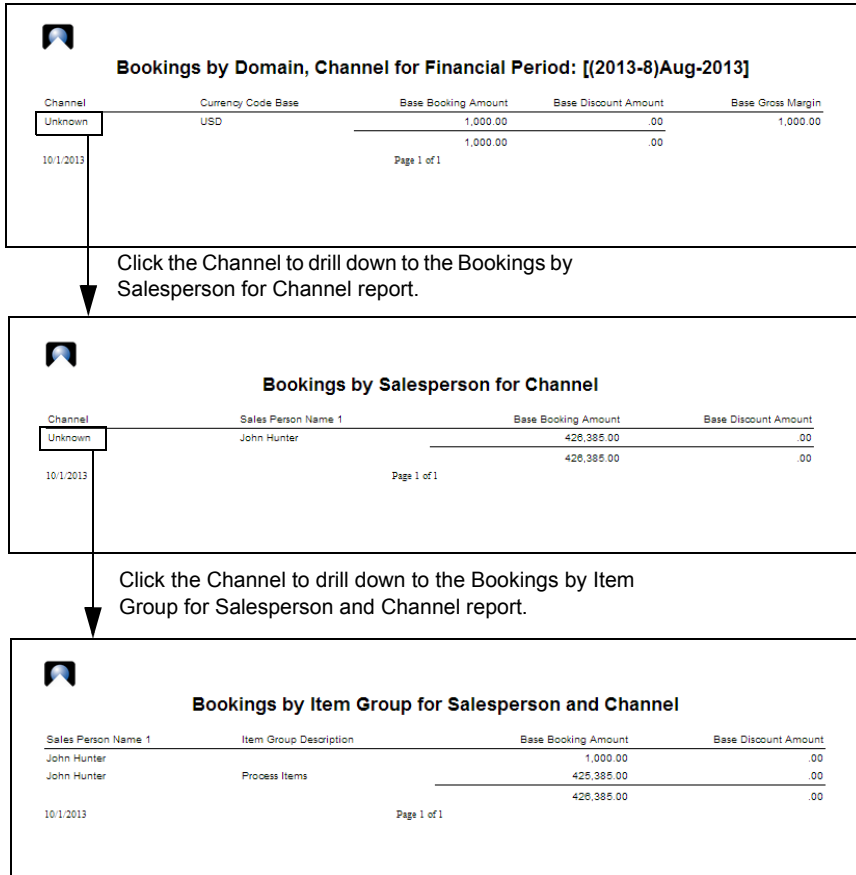 Bookings by Domain, Channel for Financial Period: [(2013-8)Aug-2013]
Channel Currency Code Base Base Booking Amount Base Discount Amount Base Gross Margin
Unknown USD 1,000.00 .00 1,000.00
1,000.00 .00
10/1/2013 Page 1 of 1
Click the Channel to drill down to the Bookings by
Salesperson for Channel report.
Bookings by Salesperson for Channel
Channel Sales Person Name 1 Base Booking Amount Base Discount Amount
Unknown John Hunter 426,385.00 .00
426,385.00 .00
10/1/2013 Page 1 of 1
Click the Channel to drill down to the Bookings by Item
Group for Salesperson and Channel report.
Bookings by Item Group for Salesperson and Channel
Sales Person Name 1 Item Group Description Base Booking Amount Base Discount Amount
John Hunter 1,000.00 .00
John Hunter Process Items 425,385.00 .00
426,385.00 .00
10/1/2013 Page 1 of 1